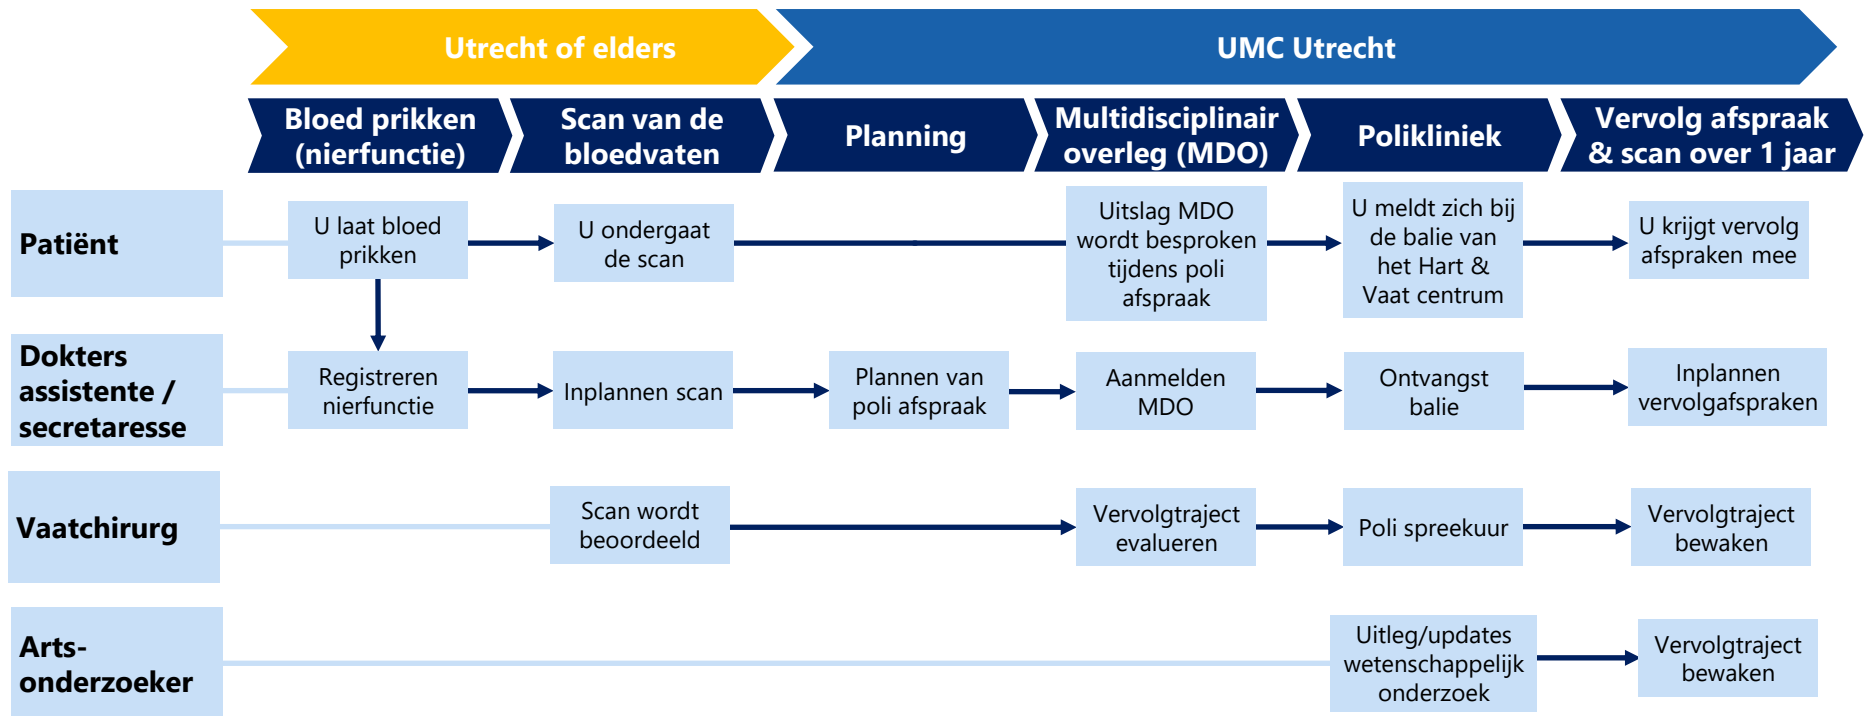 Utrecht of elders
UMC Utrecht
Bloed prikken
(nierfunctie)
Scan van de
bloedvaten
Planning
Multidisciplinair
overleg (MDO)
Polikliniek
Vervolg afspraak
& scan over 1 jaar
Patiënt
U laat bloed
prikken
U ondergaat
de scan
Uitslag MDO
wordt besproken
tijdens poli
afspraak
U meldt zich bij
de balie van
het Hart &
Vaat centrum
U krijgt vervolg
afspraken mee
Dokters
assistente /
secretaresse
Registreren
nierfunctie
Inplannen scan
Plannen van
poli afspraak
Aanmelden
MDO
Ontvangst
balie
Inplannen
vervolgafspraken
Vaatchirurg
Scan wordt
beoordeeld
Vervolgtraject
evalueren
Poli spreekuur
Vervolgtraject
bewaken
Arts-
onderzoeker
Uitleg/updates
wetenschappelijk
onderzoek
Vervolgtraject
bewaken